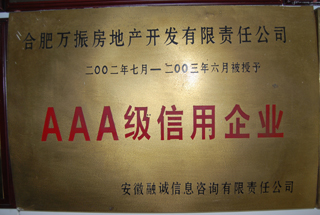 合肥万振房地产开发有限责任公司
二○○二年七月一二○○三年六月被授于
AAA级信用企业
安徽融诚信息咨询有限责任公司